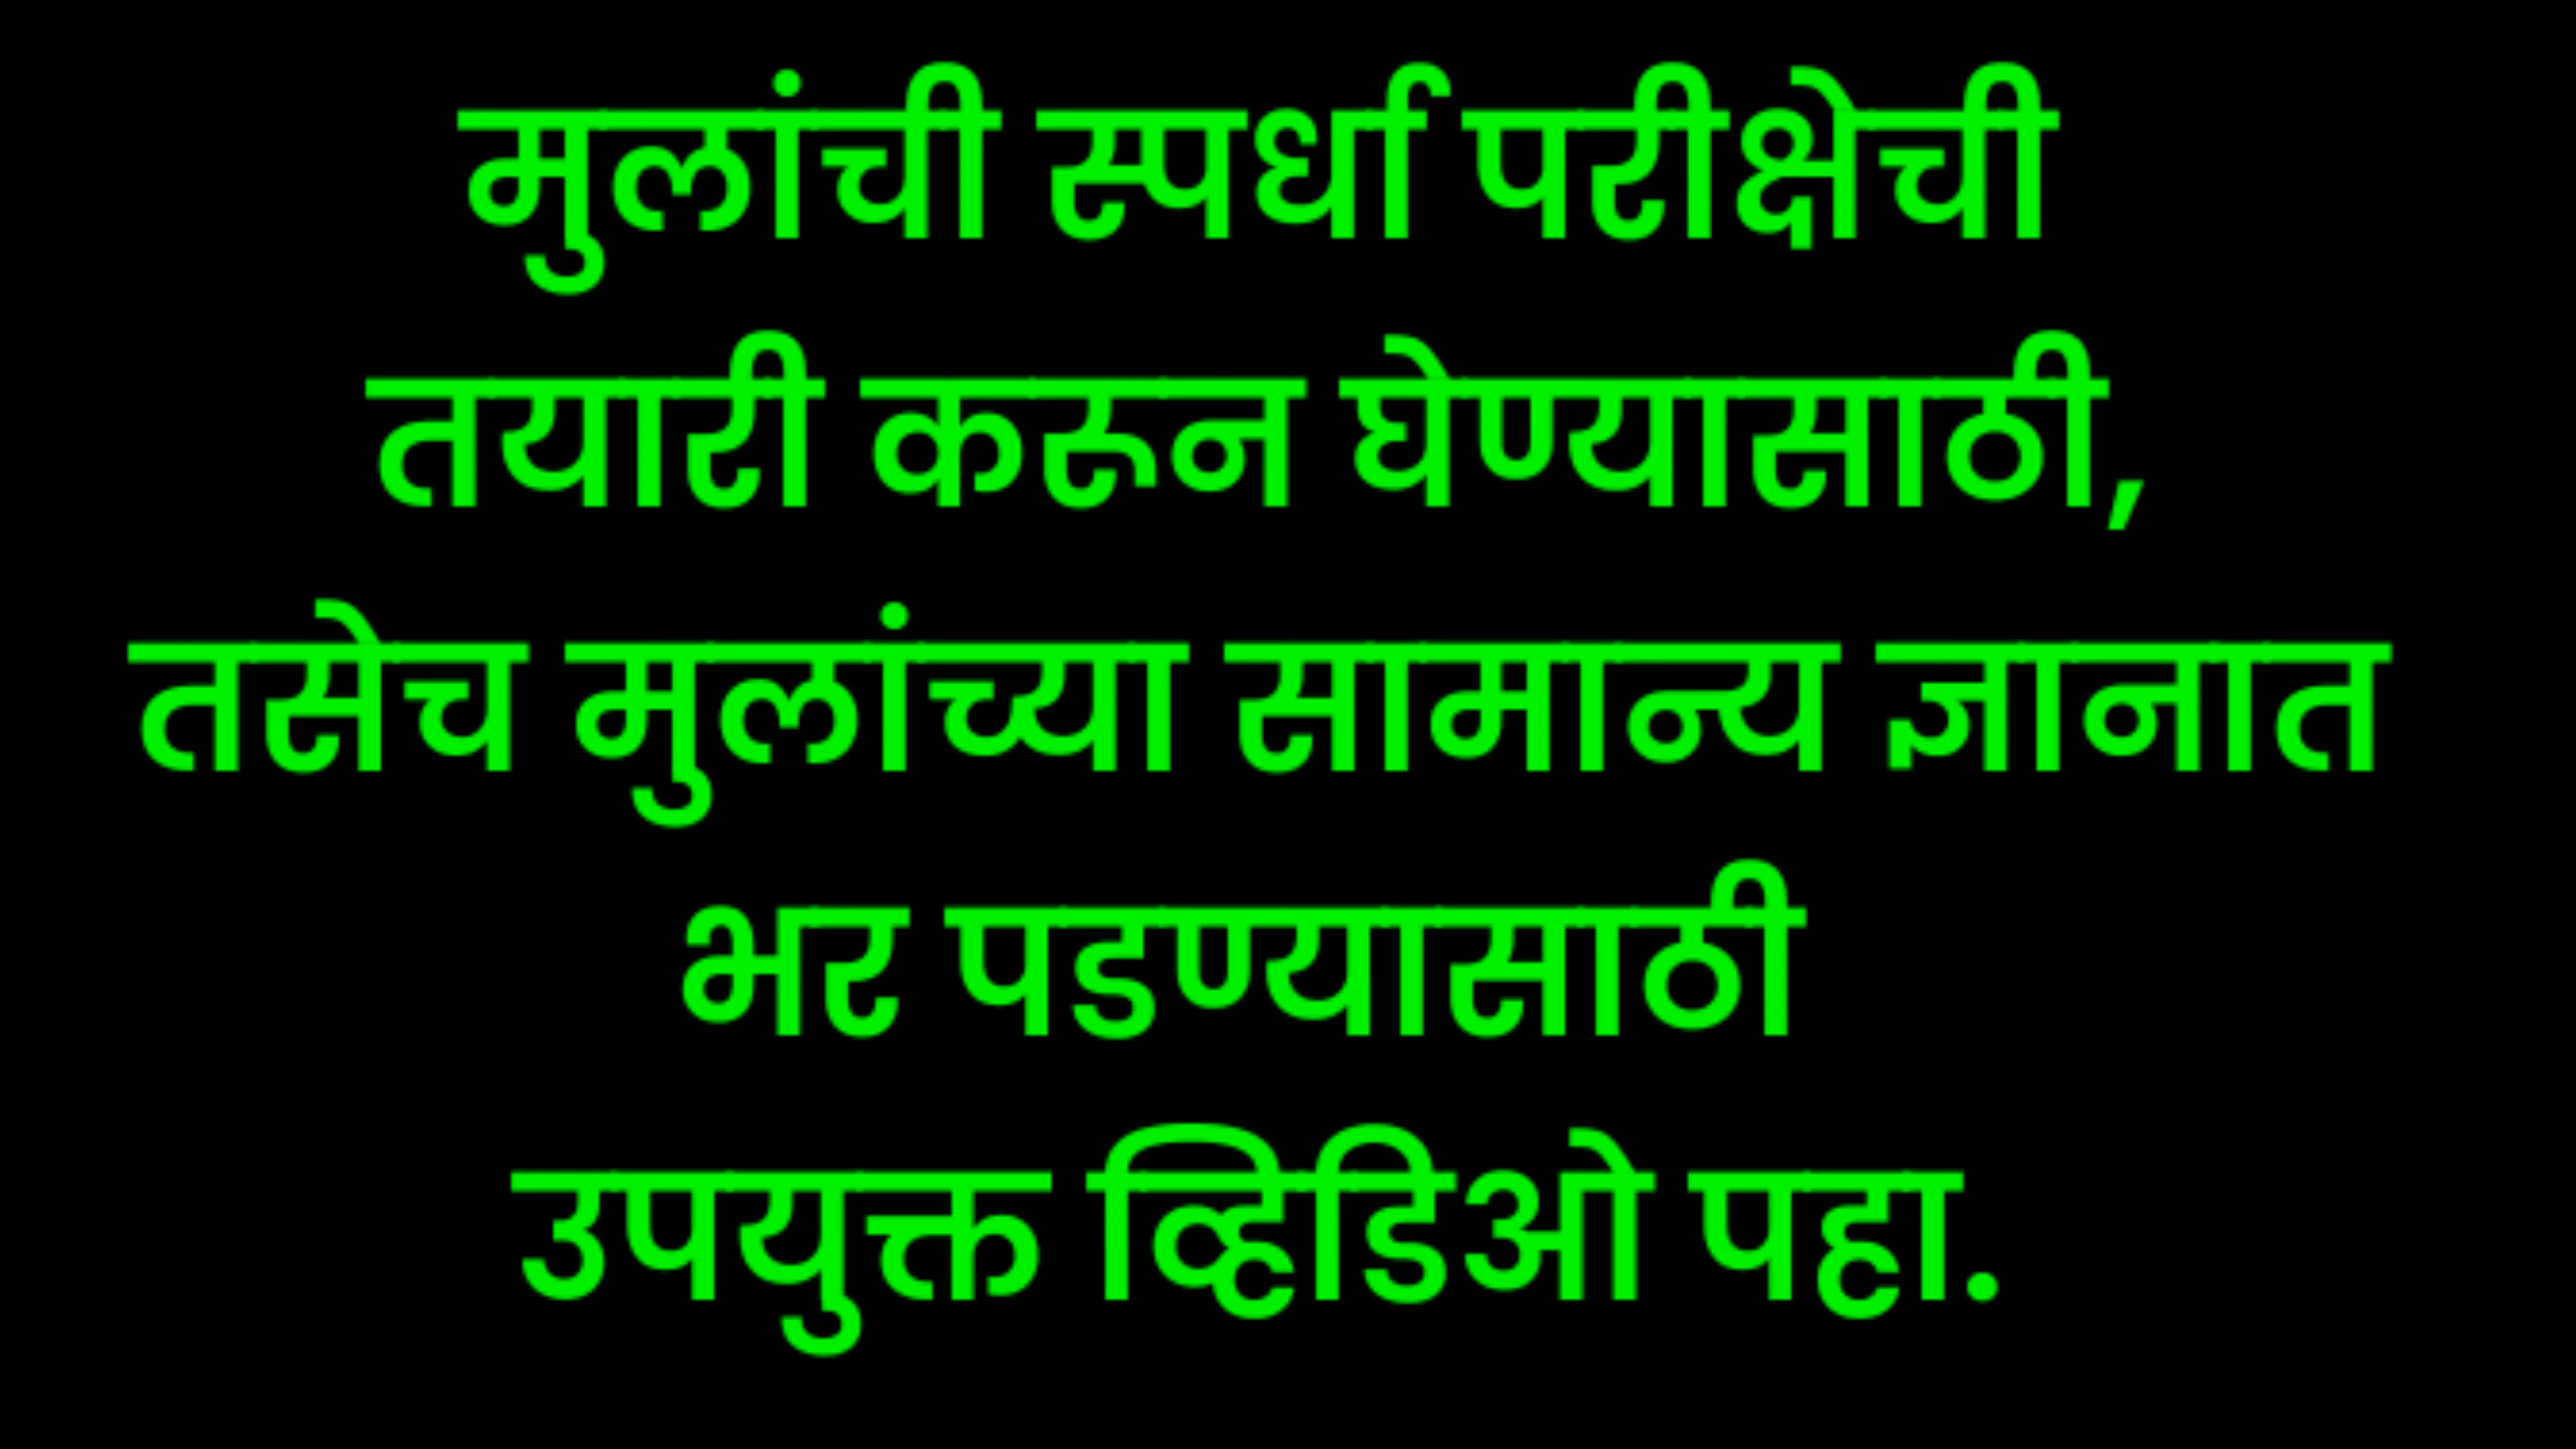 मुलांची स्पर्धा परीक्षेची
तयारी करून घेण्यासाठी,
तसेच मुलांच्या सामान्य ज्ञानात
भर पडण्यासाठी
उपयुक्त व्हिडिओ पहा.